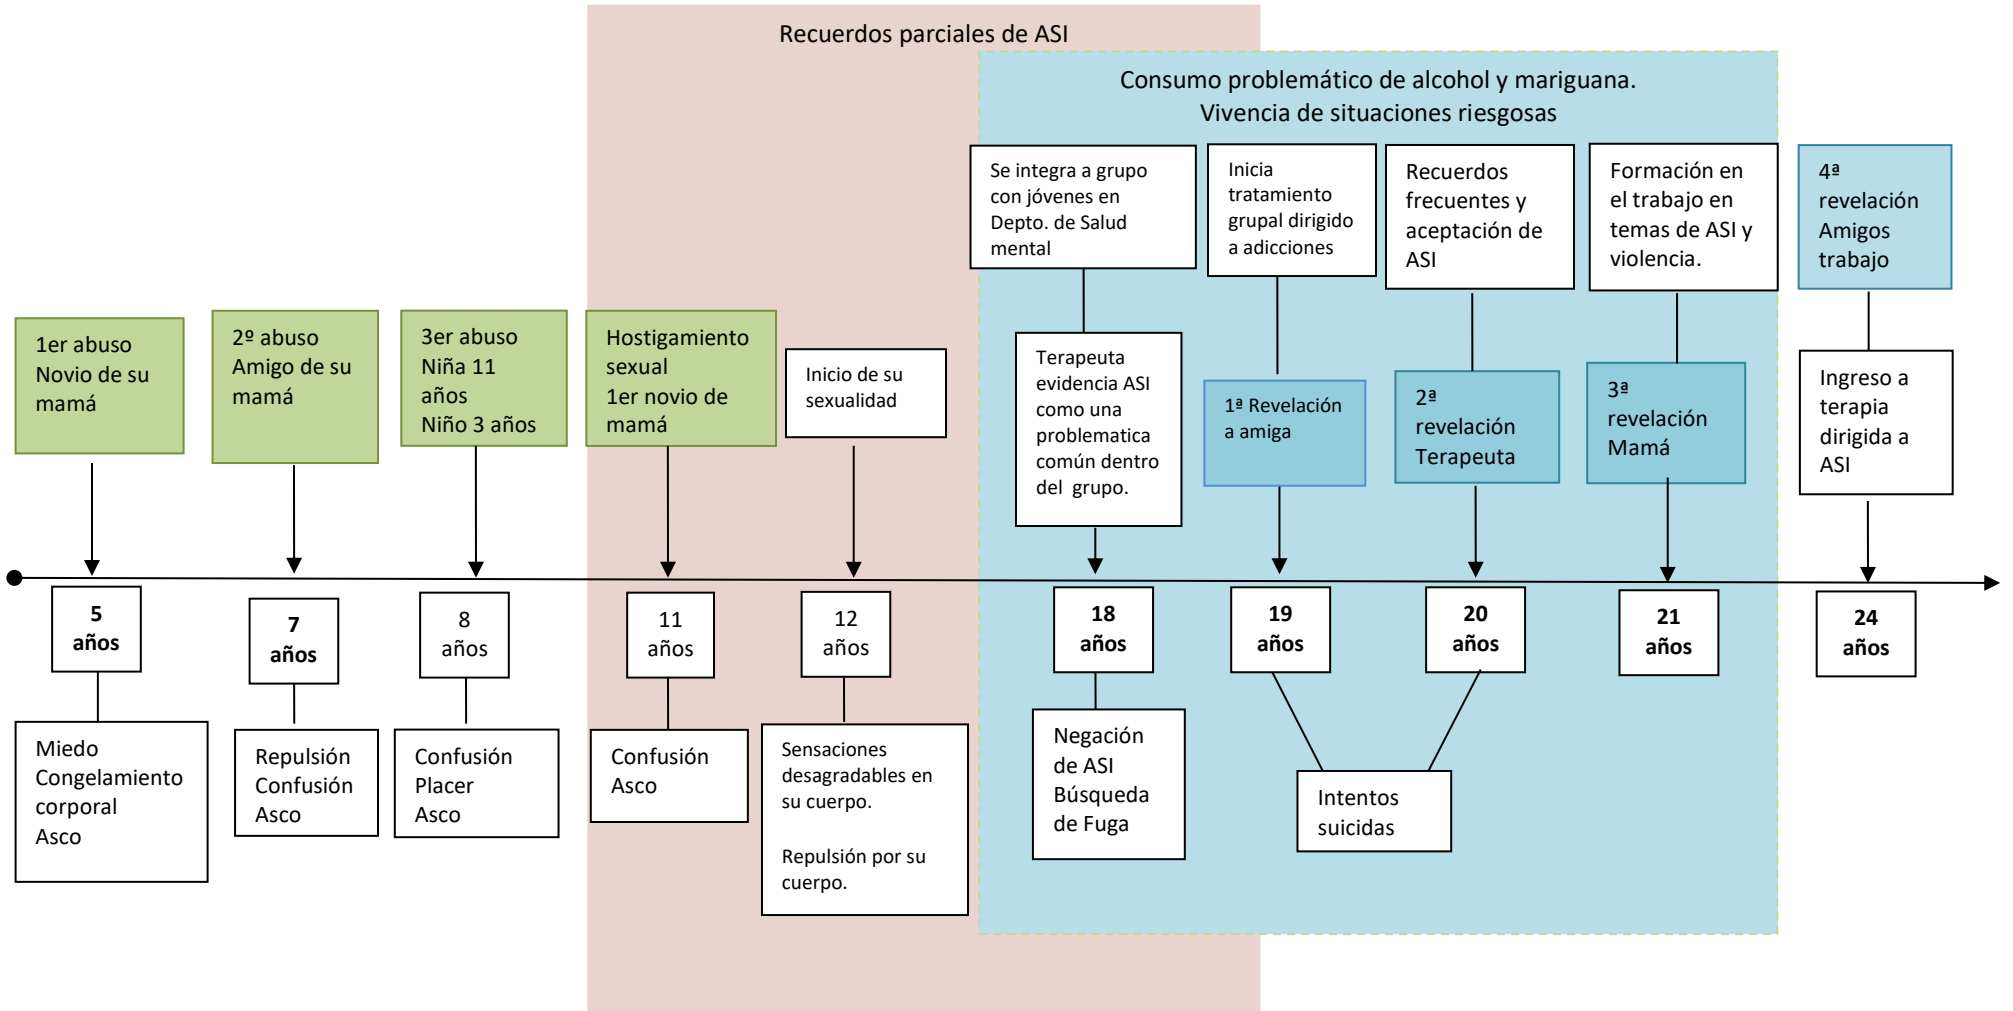 Recuerdos parciales de ASI
Consumo problemático de alcohol y mariguana.
Vivencia de situaciones riesgosas
Se integra a grupo
con jóvenes en
Depto. de Salud
mental
Inicia
tratamiento
grupal dirigido
a adicciones
Recuerdos
frecuentes y
aceptación de
ASI
Formación en
el trabajo en
temas de ASI y
violencia.
4ª
revelación
Amigos
trabajo
1er abuso
Novio de su
mamá
2º abuso
Amigo de su
mamá
3er abuso
Niña 11
años
Niño 3 años
Hostigamiento
sexual
1er novio de
mamá
Inicio de su
sexualidad
Terapeuta
evidencia ASI
como una
problematica
común dentro
del grupo.
1ª Revelación
a amiga
2ª
revelación
Terapeuta
3ª
revelación
Mamá
Ingreso a
terapia
dirigida a
ASI
5
años
7
años
8
años
11
años
12
años
18
años
19
años
20
años
21
años
24
años
Miedo
Congelamiento
corporal
Asco
Repulsión
Confusión
Asco
Confusión
Placer
Asco
Confusión
Asco
Sensaciones
desagradables en
su cuerpo.
Repulsión por su
cuerpo.
Negación
de ASI
Búsqueda
de Fuga
Intentos
suicidas